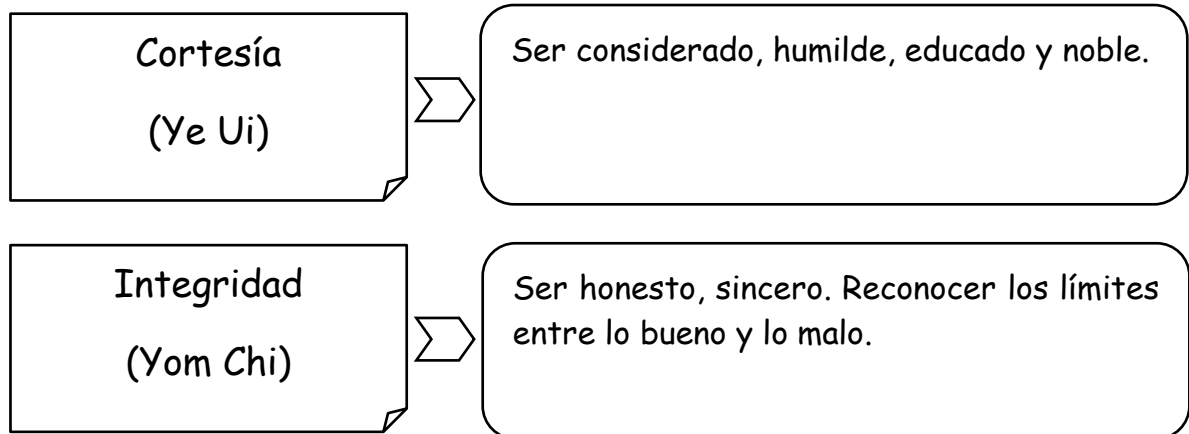 Cortesía
(Ye Ui)
Ser considerado, humilde, educado y noble.
Integridad
(Yom Chi)
Ser honesto, sincero. Reconocer los límites
entre lo bueno y lo malo.